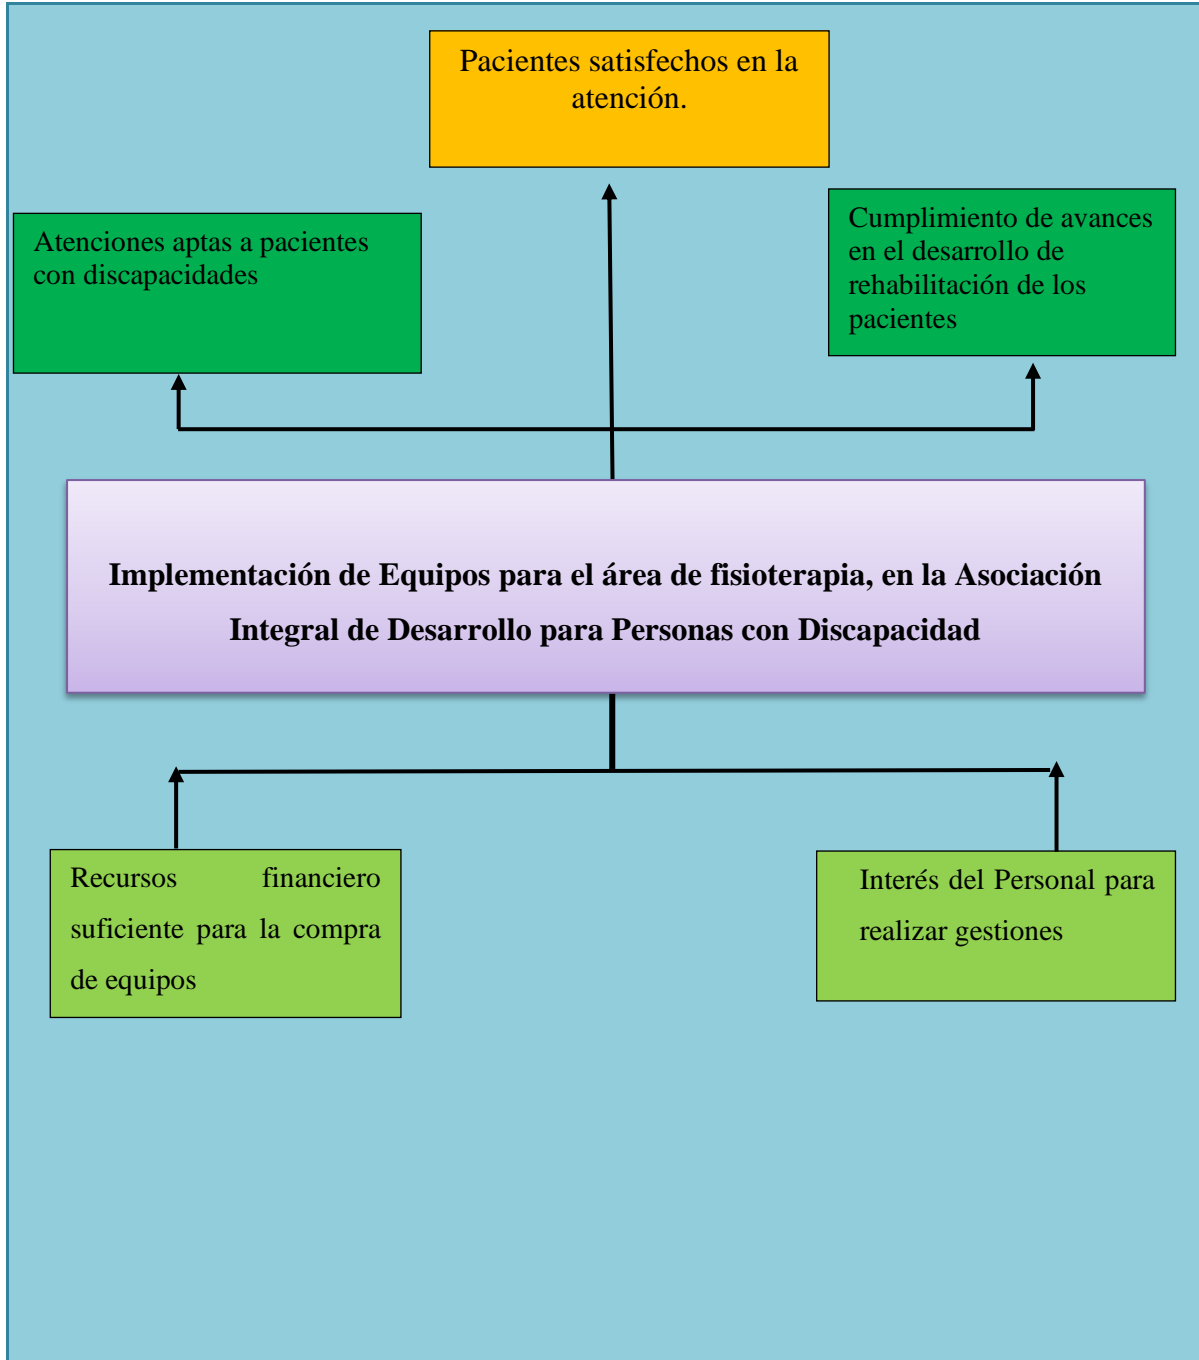 Pacientes satisfechos en la
atención.
Atenciones aptas a pacientes
con discapacidades
Cumplimiento de avances
en el desarrollo de
rehabilitación de los
pacientes
Implementación de Equipos para el área de fisioterapia, en la Asociación
Integral de Desarrollo para Personas con Discapacidad
Recursos financiero
suficiente para la compra
de equipos
Interés del Personal para
realizar gestiones